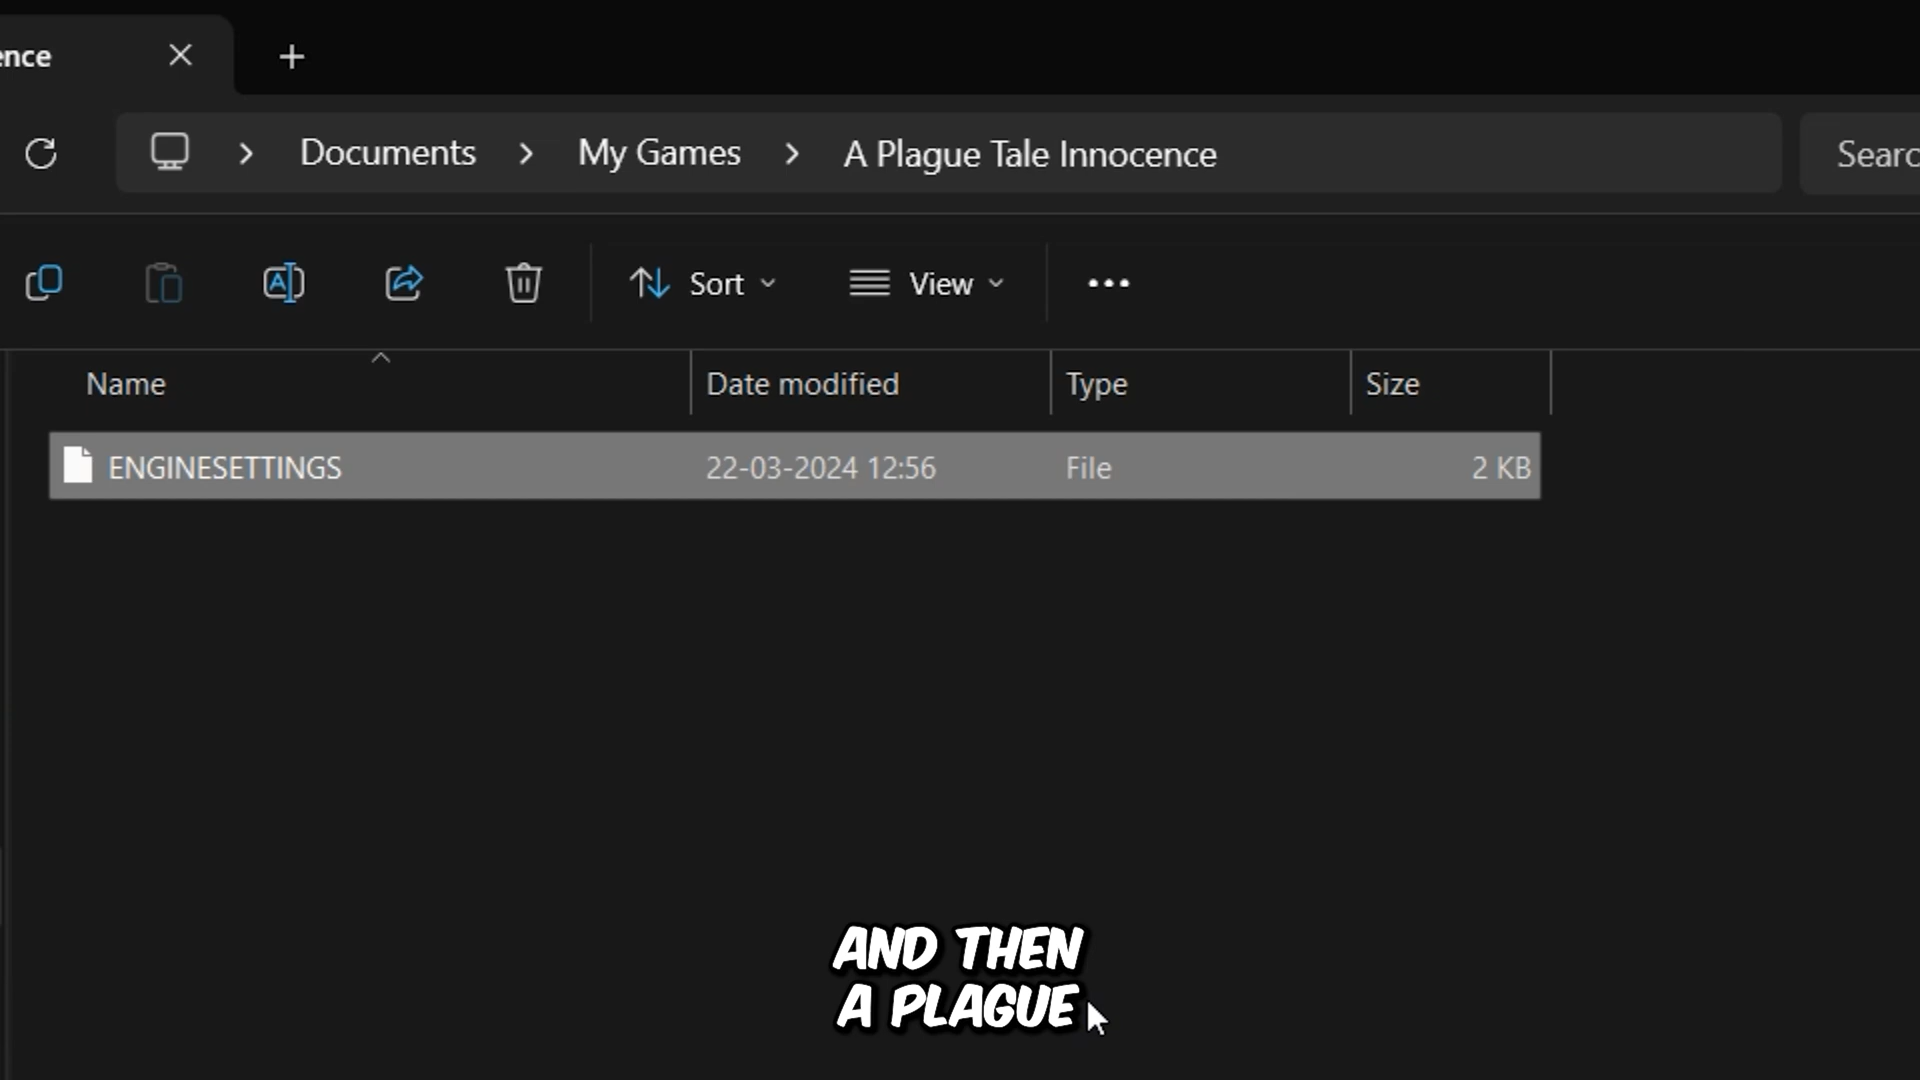 ence
Documents > My Games > A Plague Tale Innocence
Searc
Sort
View
Name
Date modified
Type
Size
ENGINESETTINGS
22-03-2024 12:56
File
2 KB
AND THEN
A PLAGUE